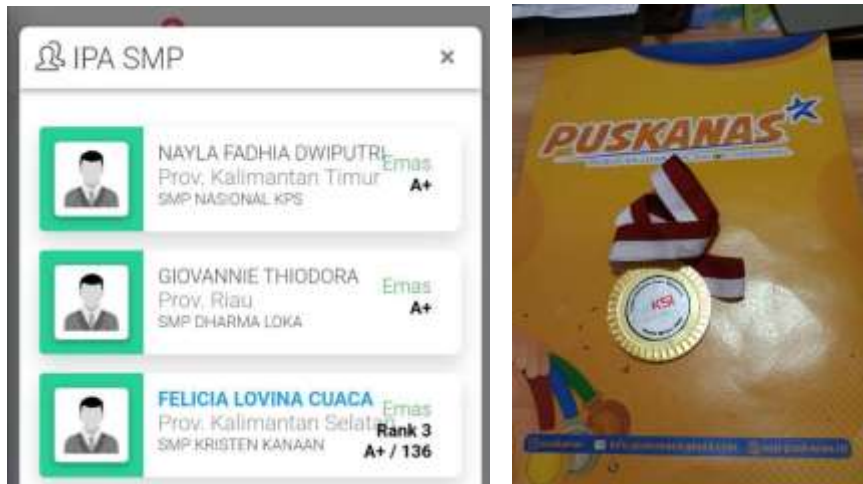 IPA SMP
×
NAYLA FADHIA DWIPUTRI
Emas
Prov. Kalimantan Timur
A+
SMP NASIONAL KPS
GIOVANNIE THIODORA
Emas
Prov. Riau
A+
SMP DHARMA LOKA
FELICIA LOVINA CUACA
Emas
Prov. Kalimantan Selatan
Rank 3
SMP KRISTEN KANAAN
A+ / 136
PUSKANAS
KSI